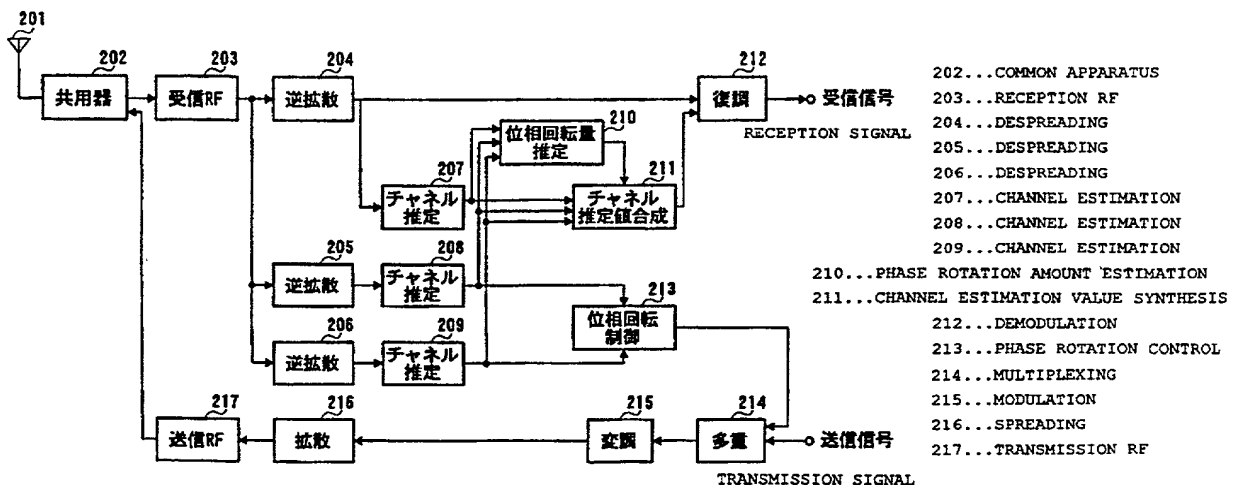 201
202
共用器
203
受信RF
204
逆拡散
212
復調
受信信号
RECEPTION SIGNAL
210
位相回転量
推定
207
チャネル
推定
211
チャネル
推定値合成
205
逆拡散
208
チャネル
推定
213
位相回転
制御
206
逆拡散
209
チャネル
推定
217
送信RF
216
拡散
215
変調
214
多重
送信信号
TRANSMISSION SIGNAL
202...COMMON APPARATUS
203...RECEPTION RF
204...DESPREADING
205...DESPREADING
206...DESPREADING
207...CHANNEL ESTIMATION
208...CHANNEL ESTIMATION
209...CHANNEL ESTIMATION
210...PHASE ROTATION AMOUNT ESTIMATION
211...CHANNEL ESTIMATION VALUE SYNTHESIS
212...DEMODULATION
213...PHASE ROTATION CONTROL
214...MULTIPLEXING
215...MODULATION
216...SPREADING
217...TRANSMISSION RF